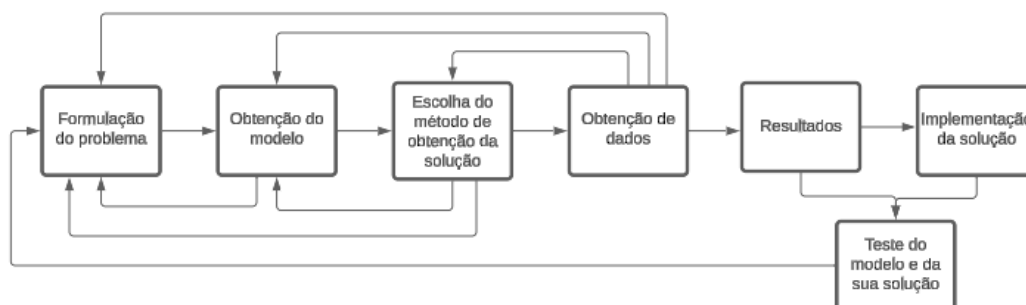 Formulação
do problema
Obtenção do
modelo
Escolha do
método de
obtenção da
solução
Obtenção de
dados
Resultados
Implementação
da solução
Teste do
modelo e da
sua solução